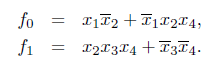 f₀ = x₁x̅₂ + x̅₁x₂x₄,
f₁ = x₂x₃x₄ + x̅₃x̅₄.